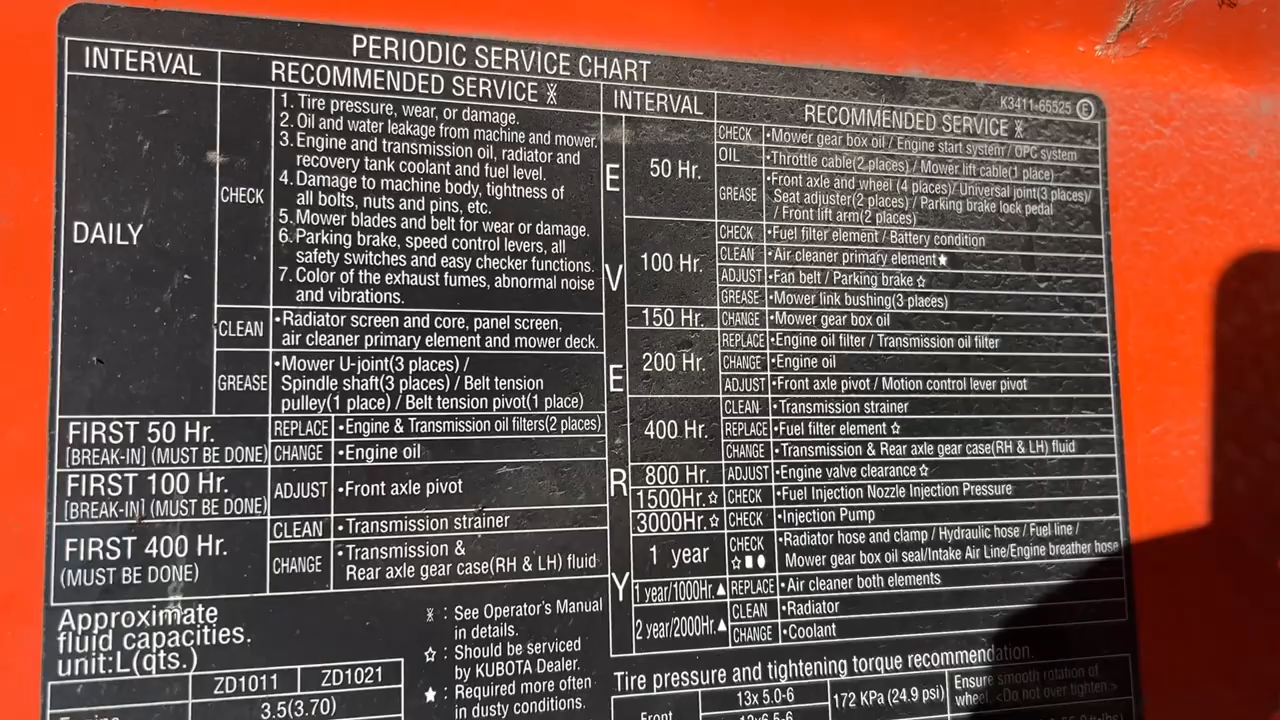 PERIODIC SERVICE CHART
K3411-65525 Ⓔ
INTERVAL
RECOMMENDED SERVICE ※
DAILY
CHECK
1. Tire pressure, wear, or damage.
2. Oil and water leakage from machine and mower.
3. Engine and transmission oil, radiator and
recovery tank coolant and fuel level.
4. Damage to machine body, tightness of
all bolts, nuts and pins, etc.
5. Mower blades and belt for wear or damage.
6. Parking brake, speed control levers, all
safety switches and easy checker functions.
7. Color of the exhaust fumes, abnormal noise
and vibrations.
CLEAN
•Radiator screen and core, panel screen,
air cleaner primary element and mower deck.
GREASE
•Mower U-joint(3 places) /
Spindle shaft(3 places) / Belt tension
pulley(1 place) / Belt tension pivot(1 place)
FIRST 50 Hr.
[BREAK-IN] (MUST BE DONE)
REPLACE •Engine & Transmission oil filters(2 places)
CHANGE •Engine oil
FIRST 100 Hr.
[BREAK-IN] (MUST BE DONE)
ADJUST •Front axle pivot
FIRST 400 Hr.
(MUST BE DONE)
CLEAN •Transmission strainer
CHANGE •Transmission &
Rear axle gear case(RH & LH) fluid
INTERVAL
RECOMMENDED SERVICE ※
EVERY
50 Hr.
CHECK •Mower gear box oil / Engine start system / OPC system
OIL •Throttle cable(2 places) / Mower lift cable(1 place)
GREASE •Front axle and wheel (4 places)/ Universal joint(3 places)/
Seat adjuster(2 places) / Parking brake lock pedal
/ Front lift arm(2 places)
100 Hr.
CHECK •Fuel filter element / Battery condition
CLEAN •Air cleaner primary element★
ADJUST •Fan belt / Parking brake ☆
GREASE •Mower link bushing(3 places)
150 Hr. CHANGE •Mower gear box oil
200 Hr.
REPLACE •Engine oil filter / Transmission oil filter
CHANGE •Engine oil
ADJUST •Front axle pivot / Motion control lever pivot
400 Hr.
CLEAN •Transmission strainer
REPLACE •Fuel filter element ☆
CHANGE •Transmission & Rear axle gear case(RH & LH) fluid
800 Hr. ADJUST •Engine valve clearance☆
1500Hr.☆ CHECK •Fuel Injection Nozzle Injection Pressure
3000Hr.☆ CHECK •Injection Pump
1 year
CHECK ☆■●
•Radiator hose and clamp / Hydraulic hose / Fuel line /
Mower gear box oil seal/Intake Air Line/Engine breather hose
1 year/1000Hr.▲ REPLACE •Air cleaner both elements
2 year/2000Hr.▲
CLEAN •Radiator
CHANGE •Coolant
Approximate
fluid capacities.
unit:L(qts.)
ZD1011 ZD1021
3.5(3.70)
※ : See Operator's Manual
in details.
☆ : Should be serviced
by KUBOTA Dealer.
★ : Required more often
in dusty conditions.
Tire pressure and tightening torque recommendation.
Front
13x 5.0-6
172 KPa (24.9 psi)
Ensure smooth rotation of
wheel. <Do not over tighten.>